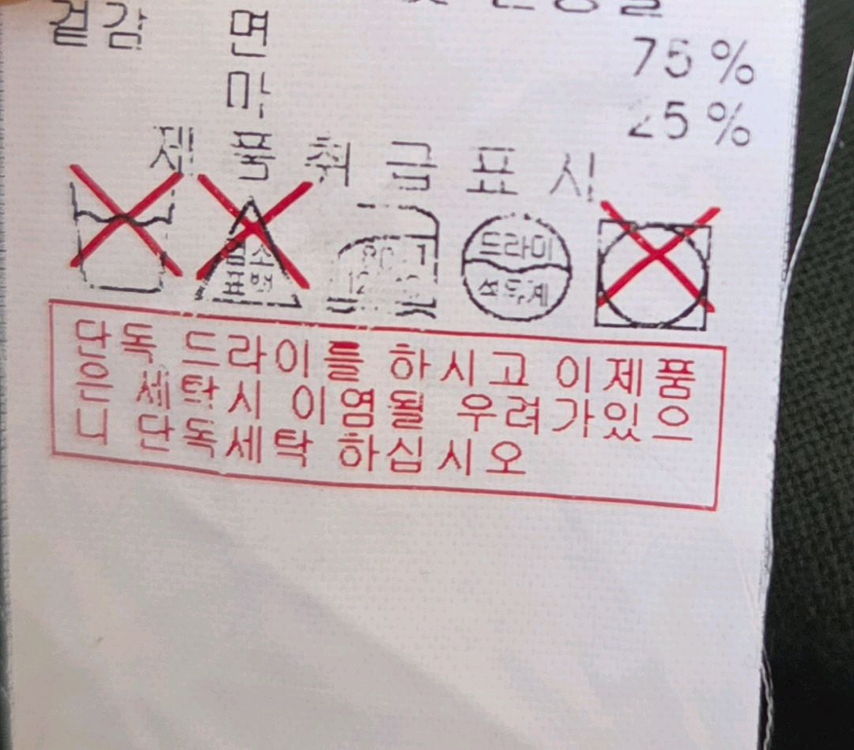 겉감 면 75%
마 25%
제품취급표시
염소
표백
드라이
석유계
단독 드라이를 하시고 이제품
은 세탁시 이염될 우려가있으
니 단독세탁 하십시오